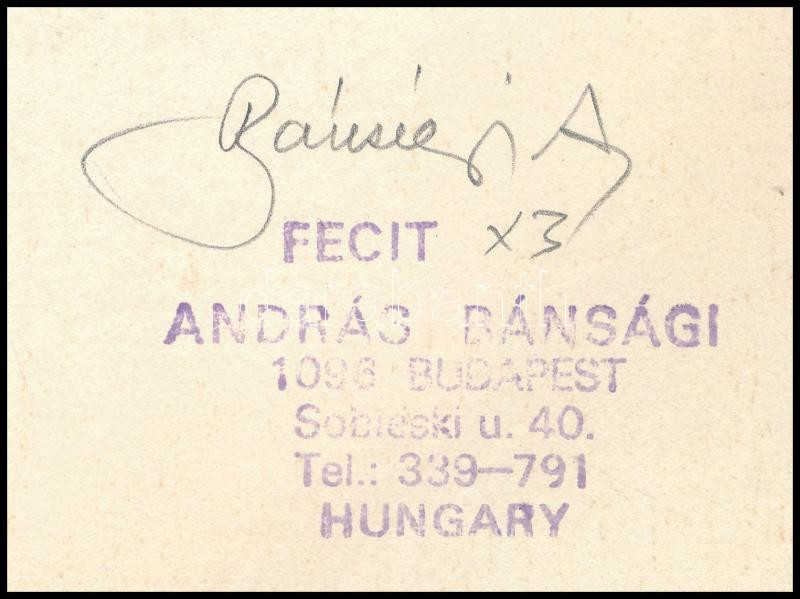 Bánsági A
FECIT x3
ANDRÁS BÁNSÁGI
1096 BUDAPEST
Sobieski u. 40.
Tel.: 339—791
HUNGARY